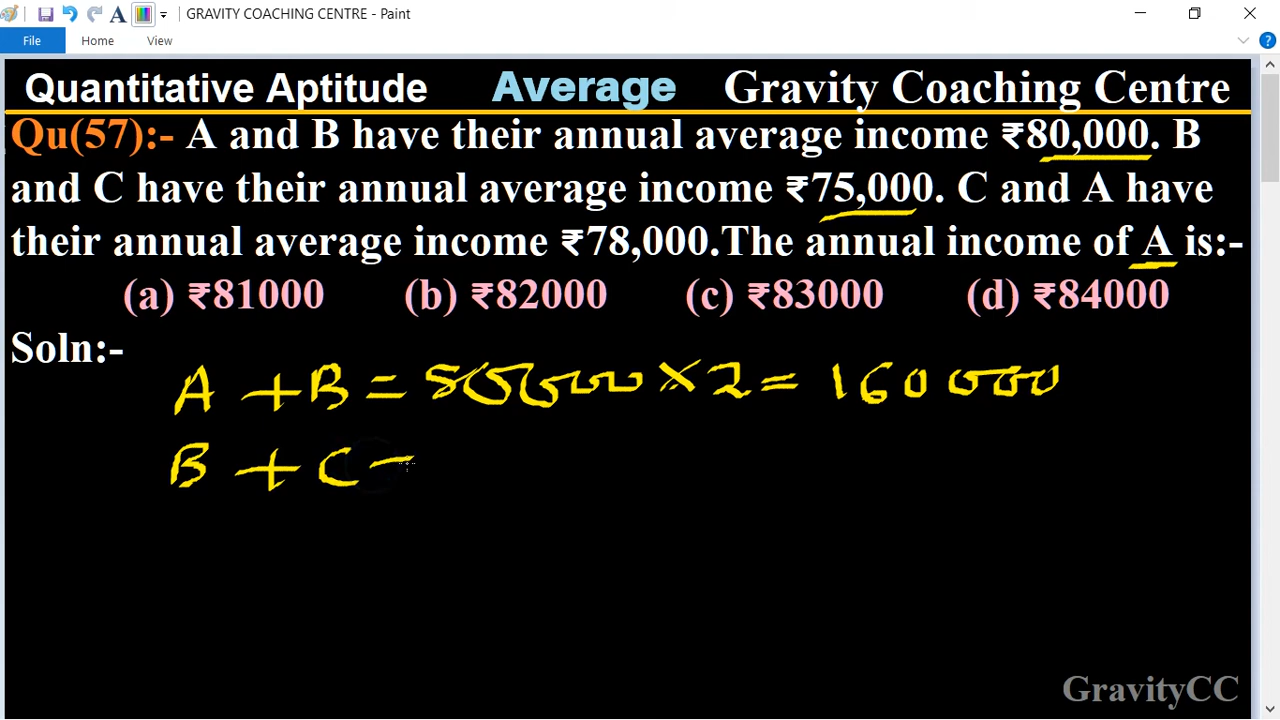 GRAVITY COACHING CENTRE - Paint
File Home View
Quantitative Aptitude Average Gravity Coaching Centre
Qu(57):- A and B have their annual average income ₹80,000. B
and C have their annual average income ₹75,000. C and A have
their annual average income ₹78,000.The annual income of A is:-
(a) ₹81000 (b) ₹82000 (c) ₹83000 (d) ₹84000
Soln:-
A + B = 80000 × 2 = 160000
B + C -
GravityCC